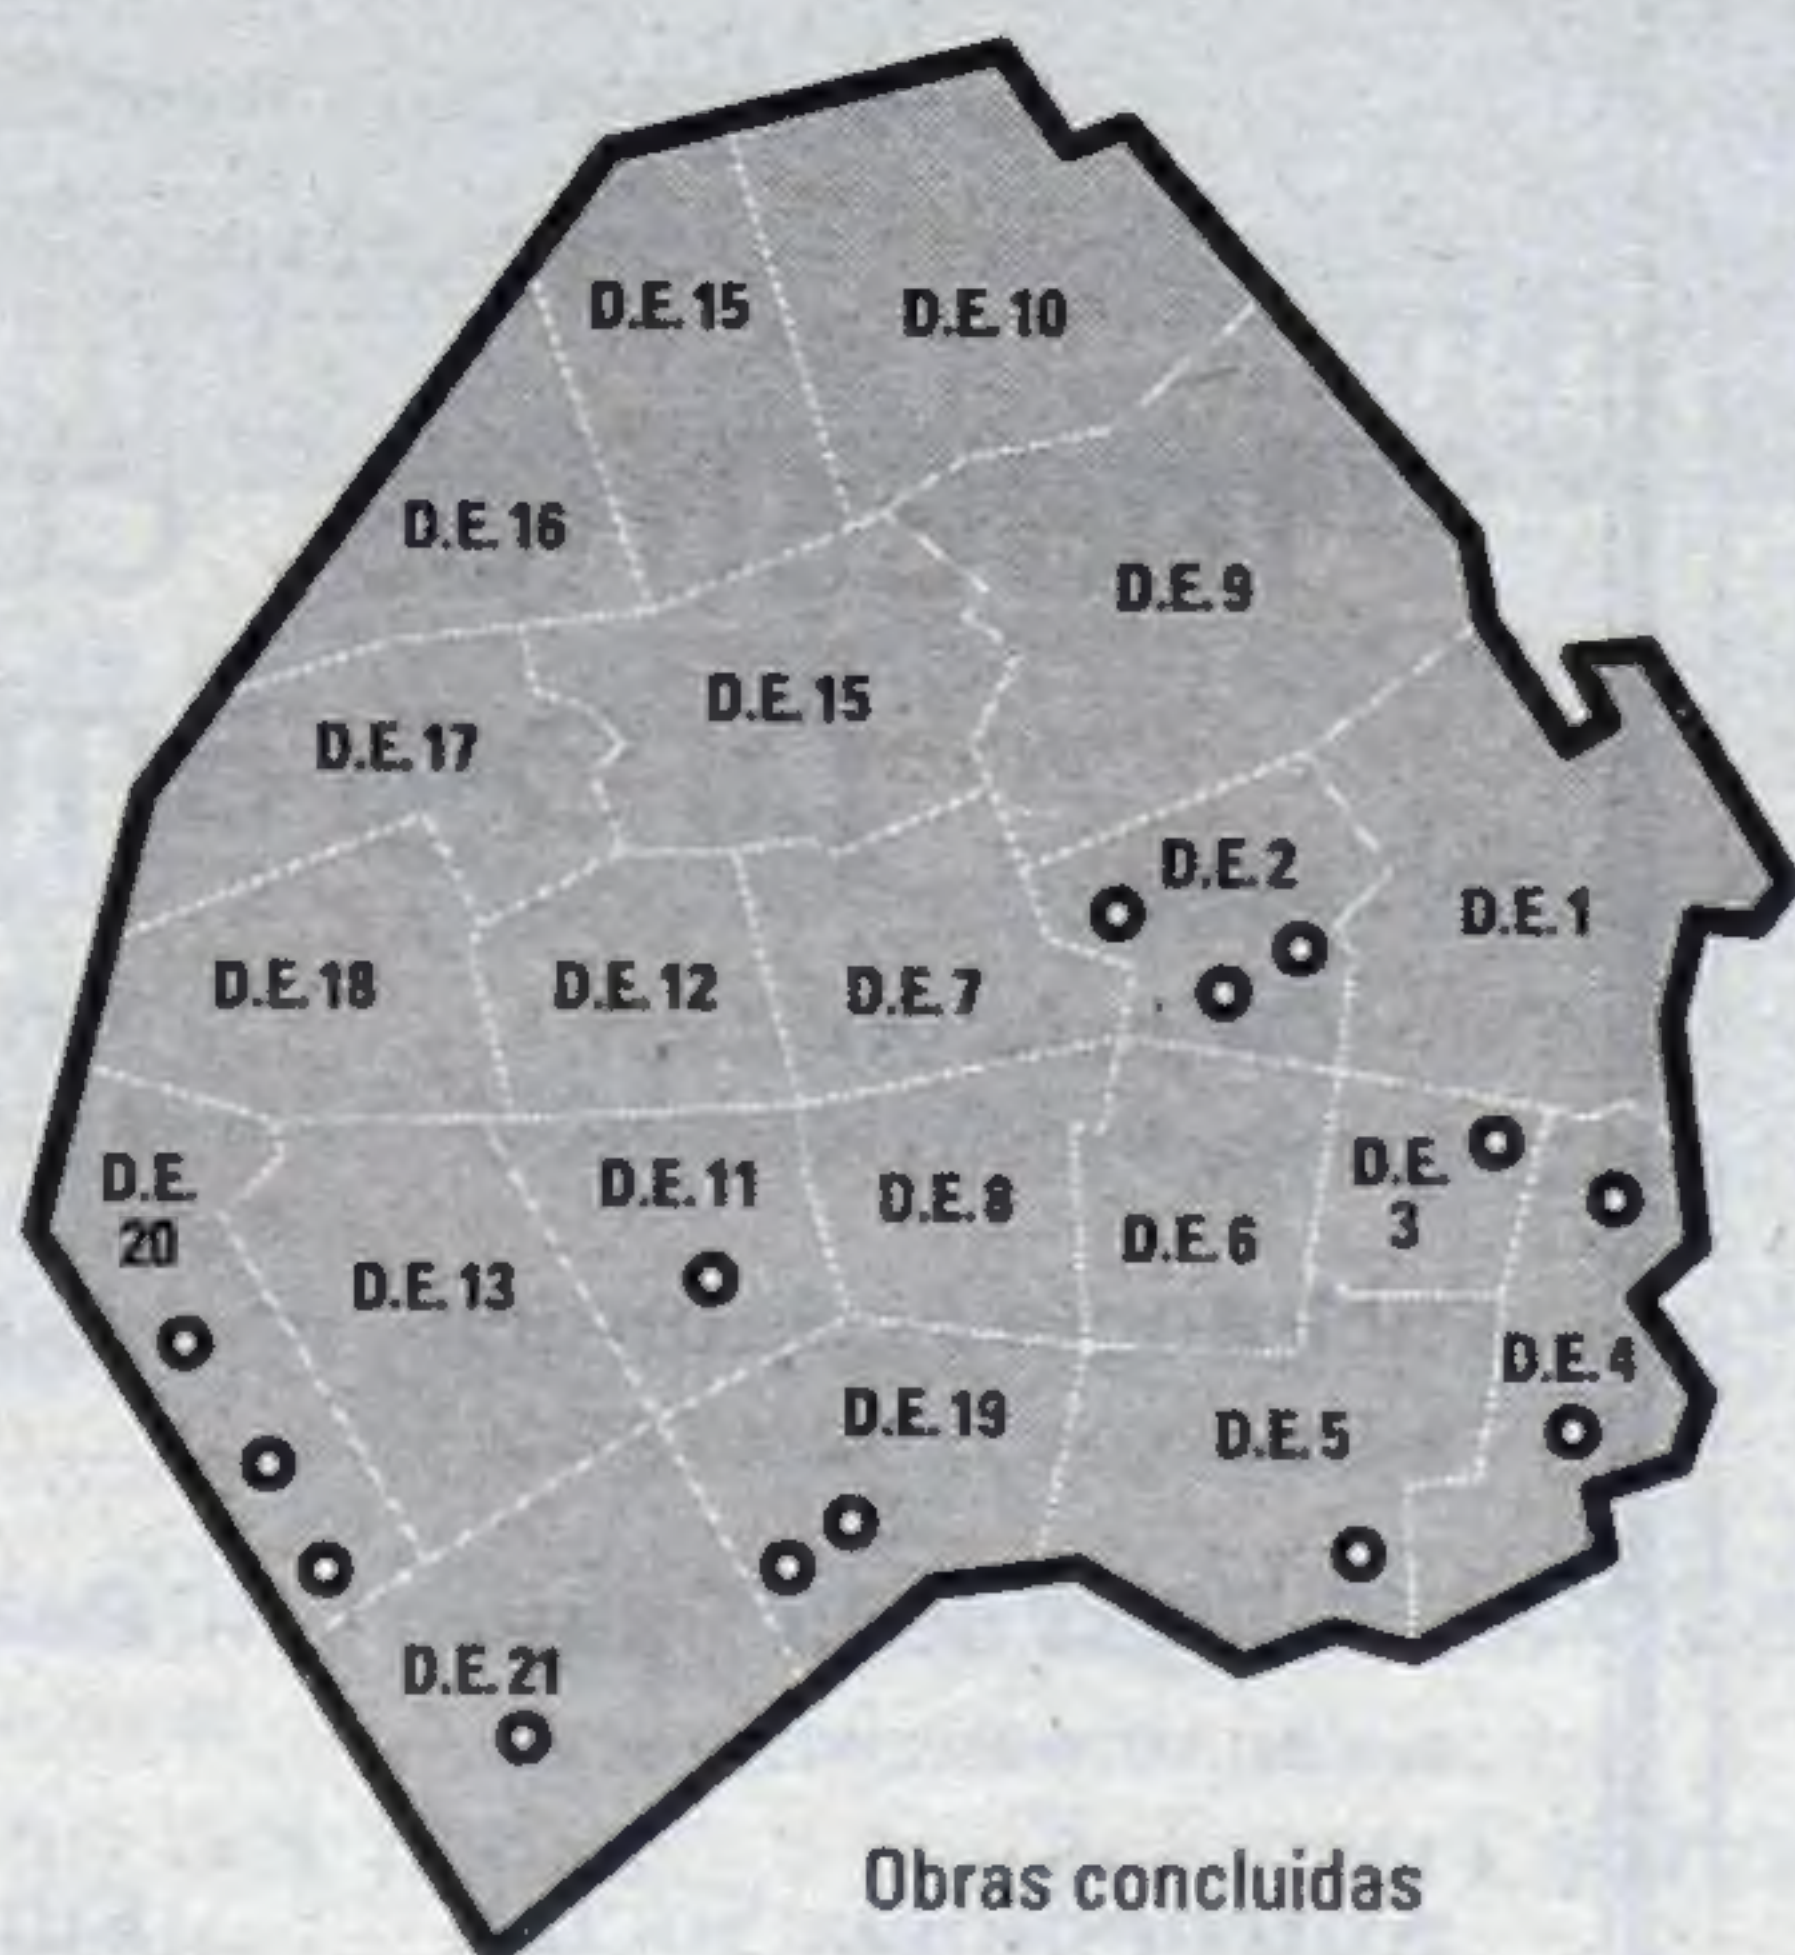 D.E. 15
D.E. 10
D.E. 16
D.E. 9
D.E. 15
D.E. 17
D.E. 2
D.E. 1
D.E. 18
D.E. 12
D.E. 7
D.E.
20
D.E. 11
D.E. 8
D.E.
3
D.E. 6
D.E. 13
D.E. 4
D.E. 19
D.E. 5
D.E. 21
Obras concluidas